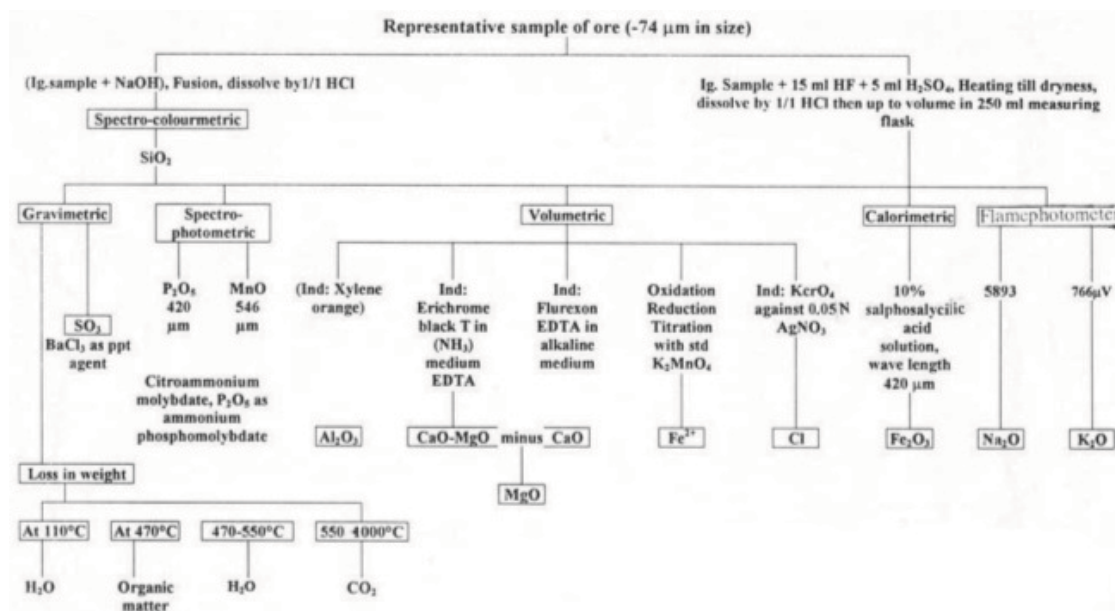 Representative sample of ore (-74 μm in size)
(Ig.sample + NaOH), Fusion, dissolve by1/1 HCl
Ig. Sample + 15 ml HF + 5 ml H₂SO₄, Heating till dryness,
dissolve by 1/1 HCl then up to volume in 250 ml measuring
flask
Spectro-colourmetric
SiO₂
Gravimetric
Spectro-
photometric
Volumetric
Calorimetric
Flamephotometer
P₂O₅
420
μm
MnO
546
μm
(Ind: Xylene
orange)
Ind:
Erichrome
black T in
(NH₃)
medium
EDTA
Ind:
Flurexon
EDTA in
alkaline
medium
Oxidation
Reduction
Titration
with std
K₂MnO₄
Ind: KcrO₄
against 0.05 N
AgNO₃
10%
salphosalycilic
acid
solution,
wave length
420 μm
5893
766μV
SO₃
BaCl₃ as ppt
agent
Citroammonium
molybdate, P₂O₅ as
ammonium
phosphomolybdate
Al₂O₃
CaO-MgO minus CaO
Fe²⁺
Cl
Fe₂O₃
Na₂O
K₂O
MgO
Loss in weight
At 110°C
At 470°C
470-550°C
550 4000°C
H₂O
Organic
matter
H₂O
CO₂